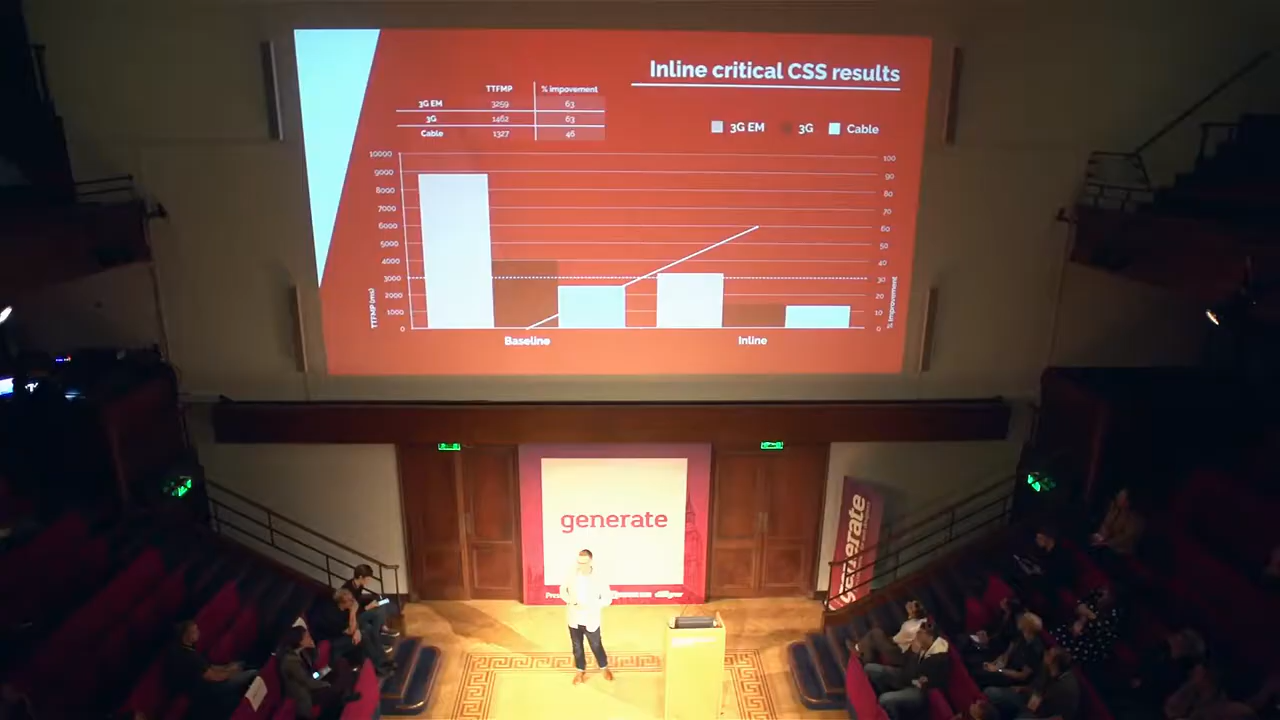 Inline critical CSS results
TTFMP % impovement
3G EM 3259 63
3G 1462 63
Cable 1327 46
3G EM 3G Cable
10000 100
9000 90
8000 80
7000 70
6000 60
5000 50
4000 40
3000 30
2000 20
1000 10
0 0
TTFMP (ms)
% Improvement
Baseline Inline
generate
generate